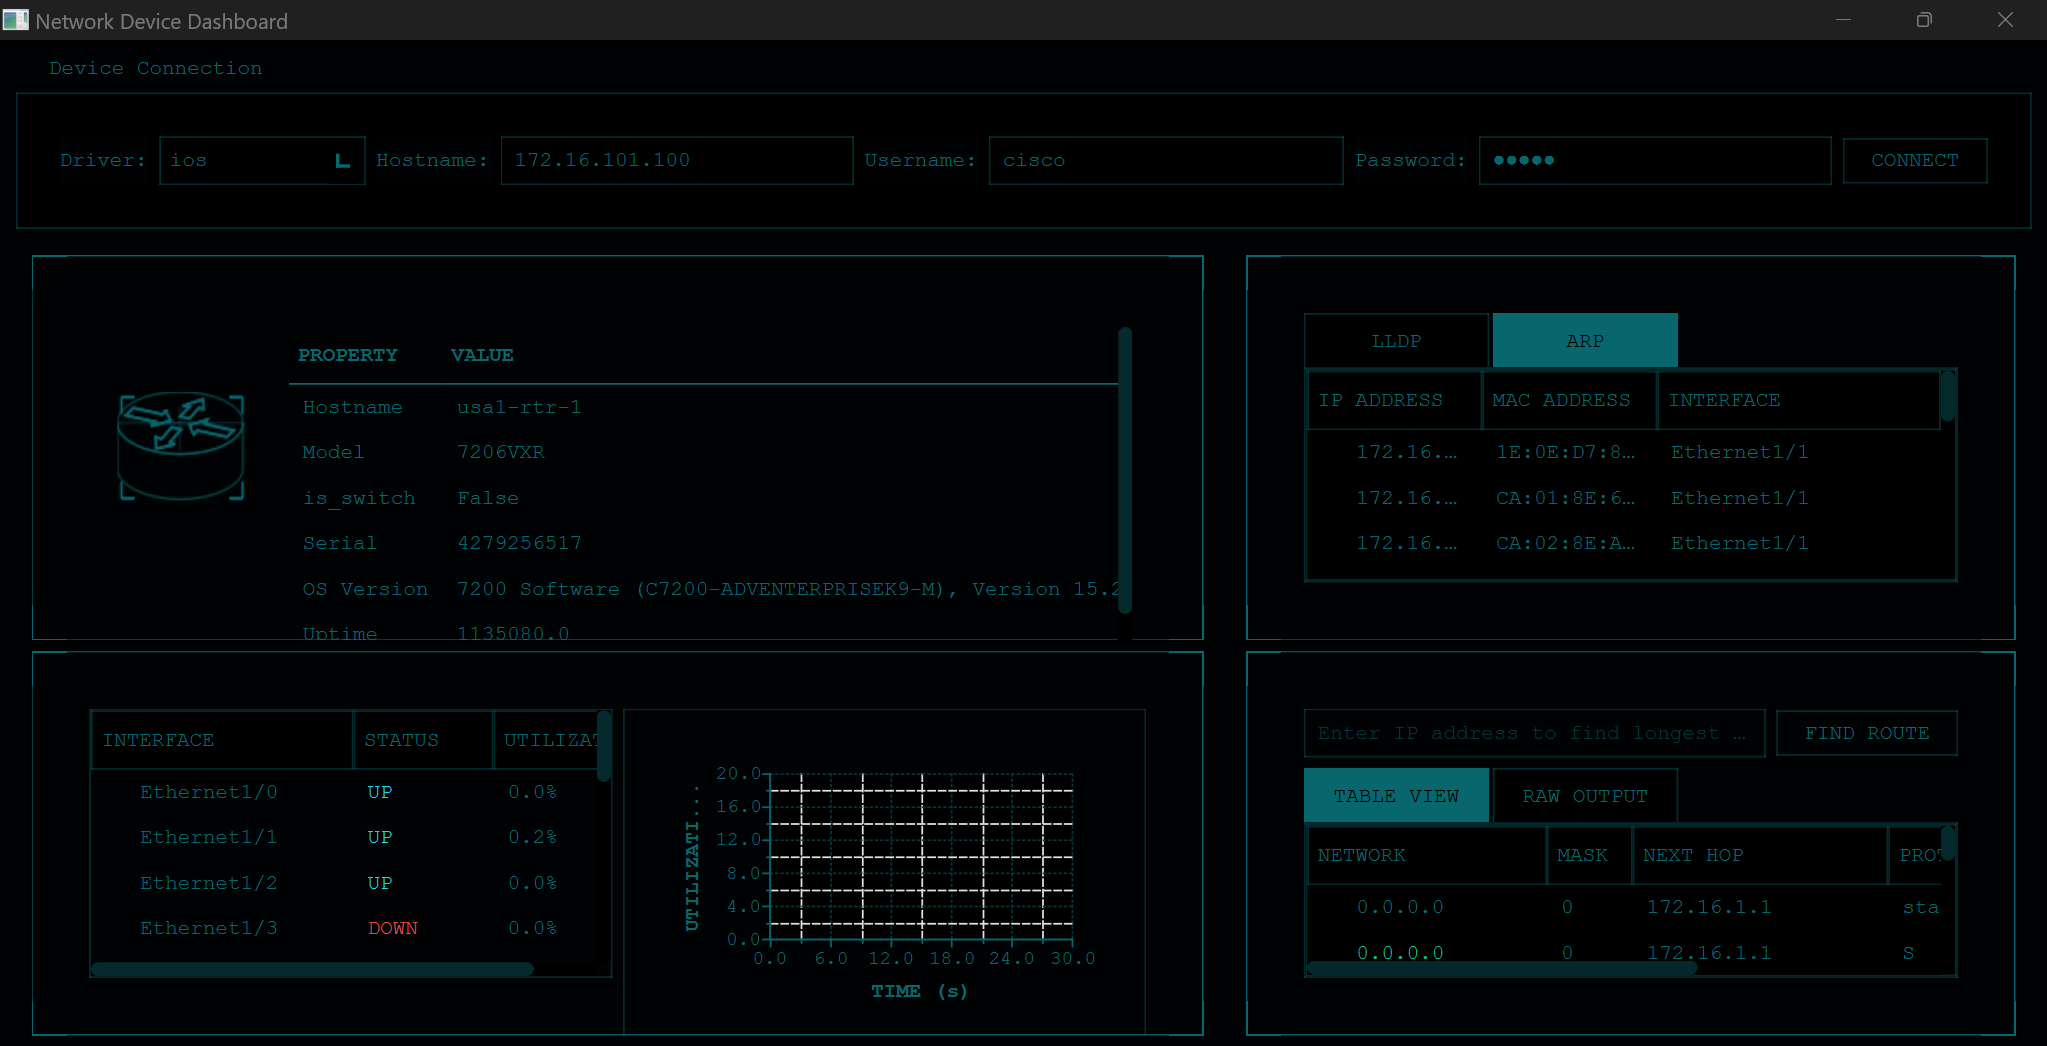 Network Device Dashboard
Device Connection
Driver: ios Hostname: 172.16.101.100 Username: cisco Password: ●●●●● CONNECT
PROPERTY VALUE
Hostname usa1-rtr-1
Model 7206VXR
is_switch False
Serial 4279256517
OS Version 7200 Software (C7200-ADVENTERPRISEK9-M), Version 15.2
Uptime 1135080.0
LLDP ARP
IP ADDRESS MAC ADDRESS INTERFACE
172.16.… 1E:0E:D7:8… Ethernet1/1
172.16.… CA:01:8E:6… Ethernet1/1
172.16.… CA:02:8E:A… Ethernet1/1
INTERFACE STATUS UTILIZAT
Ethernet1/0 UP 0.0%
Ethernet1/1 UP 0.2%
Ethernet1/2 UP 0.0%
Ethernet1/3 DOWN 0.0%
UTILIZATI...
20.0
16.0
12.0
8.0
4.0
0.0
0.0 6.0 12.0 18.0 24.0 30.0
TIME (s)
Enter IP address to find longest … FIND ROUTE
TABLE VIEW RAW OUTPUT
NETWORK MASK NEXT HOP PROT
0.0.0.0 0 172.16.1.1 sta
0.0.0.0 0 172.16.1.1 S